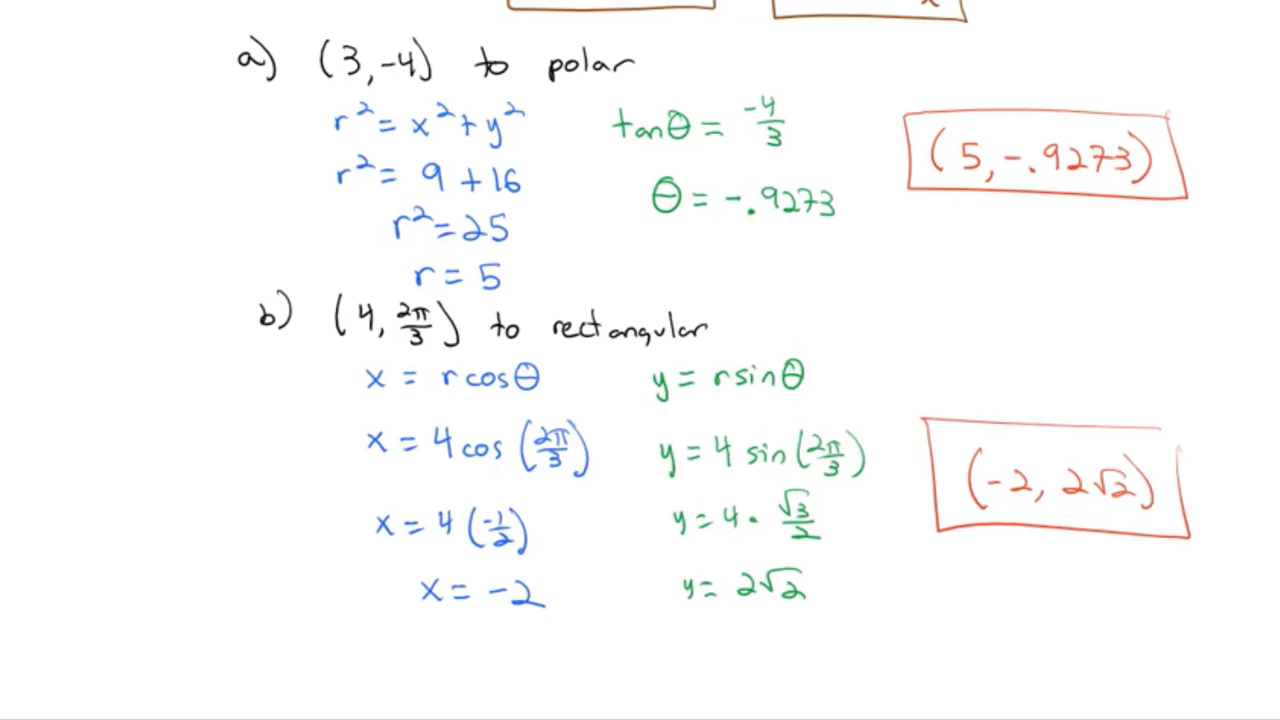 a) (3, -4) to polar
r² = x² + y²
r² = 9 + 16
r² = 25
r = 5
tanθ = -4/3
θ = -.9273
(5, -.9273)
b) (4, 2π/3) to rectangular
x = r cosθ
x = 4 cos (2π/3)
x = 4 (-1/2)
x = -2
y = r sinθ
y = 4 sin (2π/3)
y = 4 · √3/2
y = 2√2
(-2, 2√2)